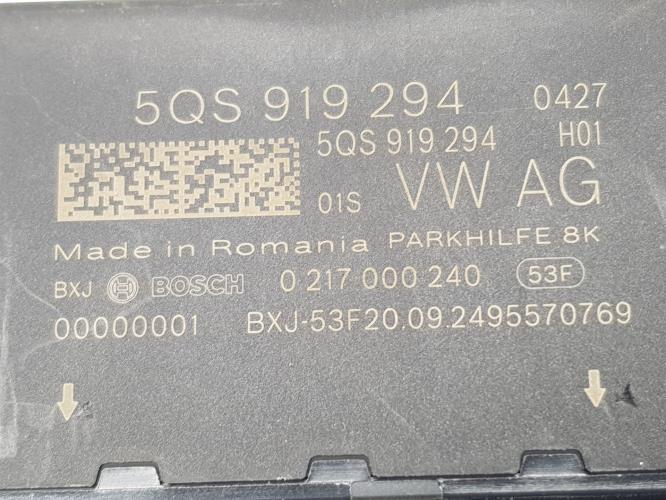 5QS 919 294 0427
5QS 919 294 H01
01S VW AG
Made in Romania PARKHILFE 8K
BXJ BOSCH 0 217 000 240 53F
00000001 BXJ-53F20.09.2495570769